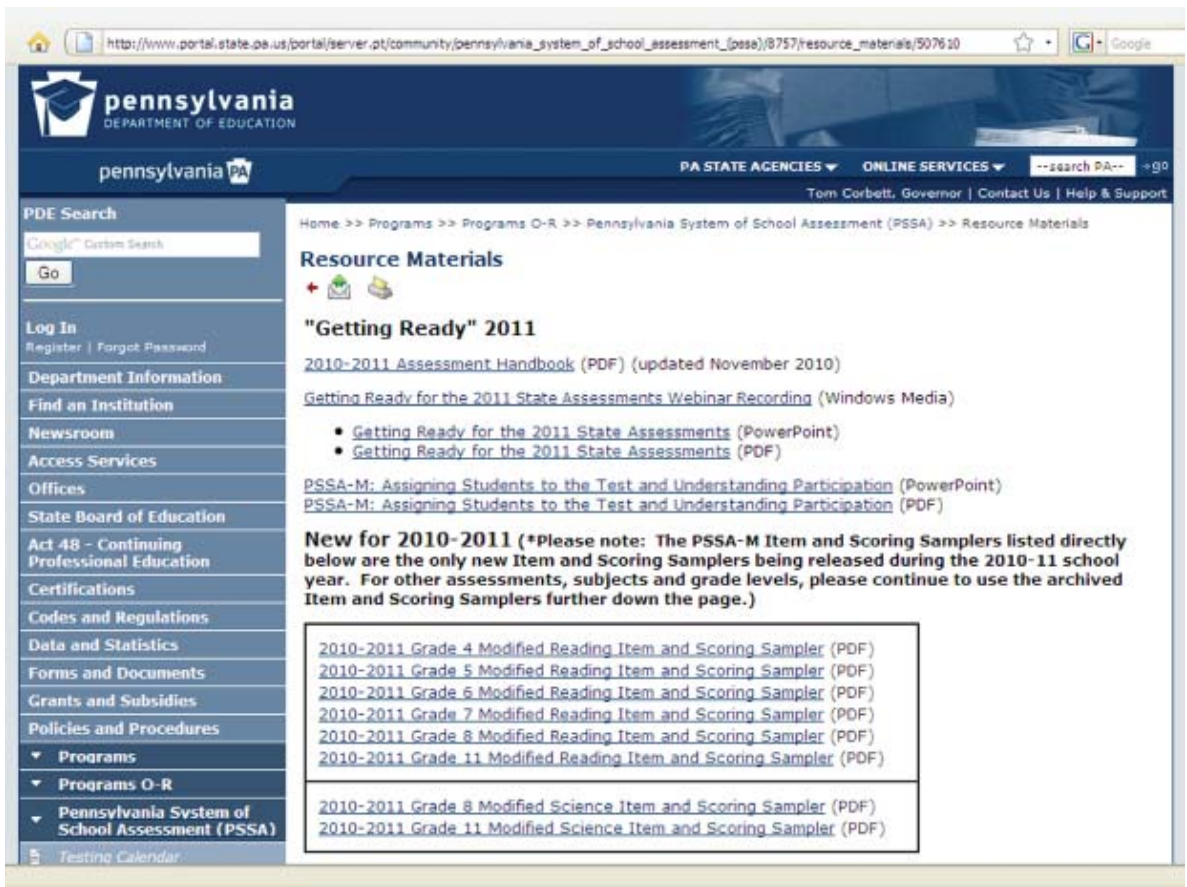 http://www.portal.state.pa.us/portal/server.pt/community/pennsylvania_system_of_school_assessment_(pssa)/8757/resource_materials/507610
Google
pennsylvania
DEPARTMENT OF EDUCATION
pennsylvania PA
PA STATE AGENCIES ONLINE SERVICES --search PA-- go
Tom Corbett, Governor | Contact Us | Help & Support
PDE Search
Google™ Custom Search
Go
Log In
Register | Forgot Password
Department Information
Find an Institution
Newsroom
Access Services
Offices
State Board of Education
Act 48 – Continuing
Professional Education
Certifications
Codes and Regulations
Data and Statistics
Forms and Documents
Grants and Subsidies
Policies and Procedures
Programs
Programs O-R
Pennsylvania System of
School Assessment (PSSA)
Testing Calendar
Home >> Programs >> Programs O-R >> Pennsylvania System of School Assessment (PSSA) >> Resource Materials
Resource Materials
"Getting Ready" 2011
2010-2011 Assessment Handbook (PDF) (updated November 2010)
Getting Ready for the 2011 State Assessments Webinar Recording (Windows Media)
• Getting Ready for the 2011 State Assessments (PowerPoint)
• Getting Ready for the 2011 State Assessments (PDF)
PSSA-M: Assigning Students to the Test and Understanding Participation (PowerPoint)
PSSA-M: Assigning Students to the Test and Understanding Participation (PDF)
New for 2010-2011 (*Please note: The PSSA-M Item and Scoring Samplers listed directly
below are the only new Item and Scoring Samplers being released during the 2010-11 school
year. For other assessments, subjects and grade levels, please continue to use the archived
Item and Scoring Samplers further down the page.)
2010-2011 Grade 4 Modified Reading Item and Scoring Sampler (PDF)
2010-2011 Grade 5 Modified Reading Item and Scoring Sampler (PDF)
2010-2011 Grade 6 Modified Reading Item and Scoring Sampler (PDF)
2010-2011 Grade 7 Modified Reading Item and Scoring Sampler (PDF)
2010-2011 Grade 8 Modified Reading Item and Scoring Sampler (PDF)
2010-2011 Grade 11 Modified Reading Item and Scoring Sampler (PDF)
2010-2011 Grade 8 Modified Science Item and Scoring Sampler (PDF)
2010-2011 Grade 11 Modified Science Item and Scoring Sampler (PDF)